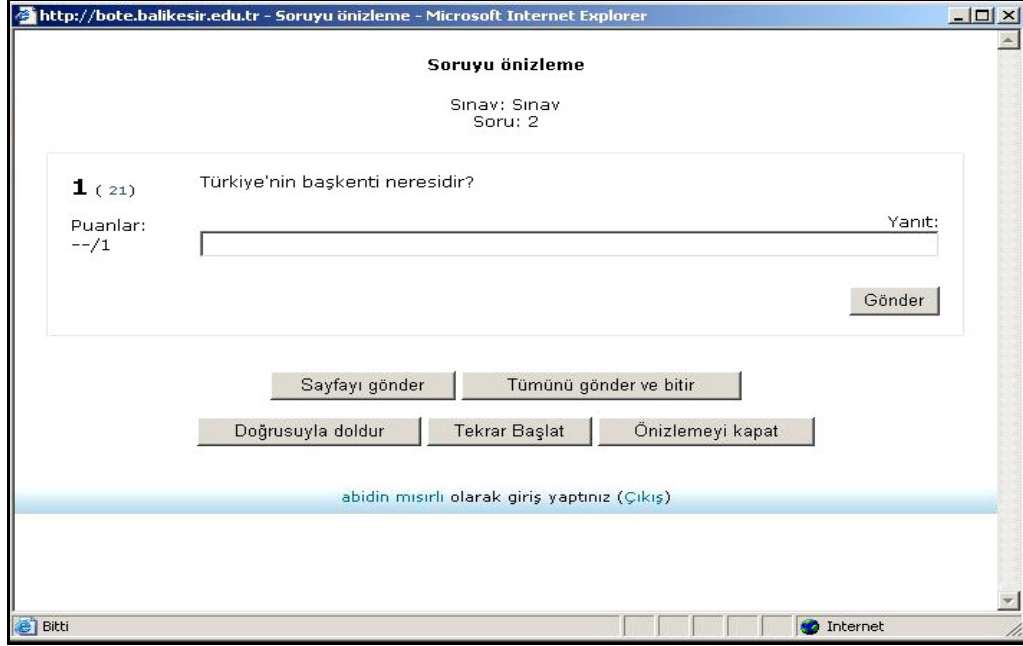 http://bote.balikesir.edu.tr - Soruyu önizleme - Microsoft Internet Explorer
Soruyu önizleme
Sınav: Sınav
Soru: 2
1 ( 21) Türkiye'nin başkenti neresidir?
Puanlar: Yanıt:
--/1
Gönder
Sayfayı gönder Tümünü gönder ve bitir
Doğrusuyla doldur Tekrar Başlat Önizlemeyi kapat
abidin mısırlı olarak giriş yaptınız (Çıkış)
Bitti Internet